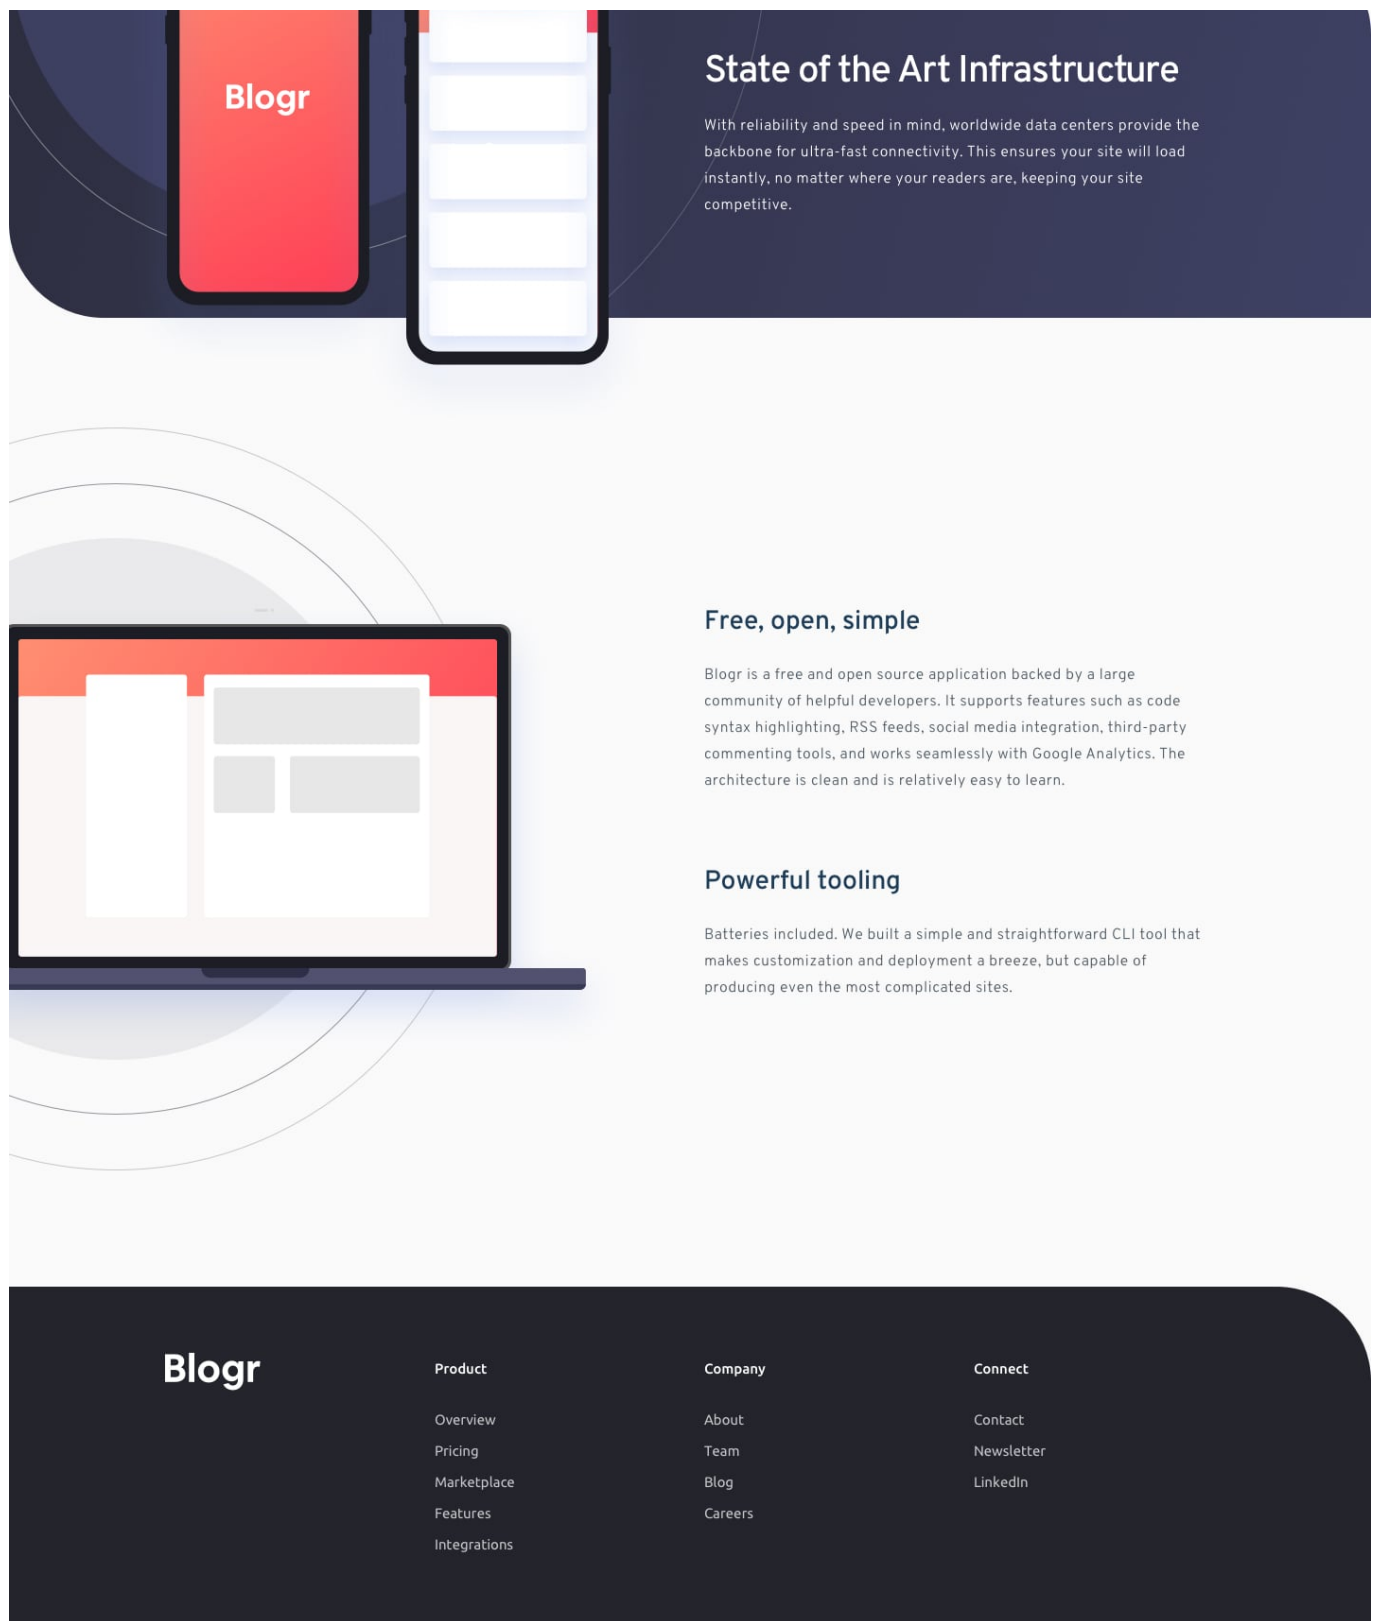 Blogr
State of the Art Infrastructure
With reliability and speed in mind, worldwide data centers provide the
backbone for ultra-fast connectivity. This ensures your site will load
instantly, no matter where your readers are, keeping your site
competitive.
Free, open, simple
Blogr is a free and open source application backed by a large
community of helpful developers. It supports features such as code
syntax highlighting, RSS feeds, social media integration, third-party
commenting tools, and works seamlessly with Google Analytics. The
architecture is clean and is relatively easy to learn.
Powerful tooling
Batteries included. We built a simple and straightforward CLI tool that
makes customization and deployment a breeze, but capable of
producing even the most complicated sites.
Blogr
Product
Overview
Pricing
Marketplace
Features
Integrations
Company
About
Team
Blog
Careers
Connect
Contact
Newsletter
LinkedIn